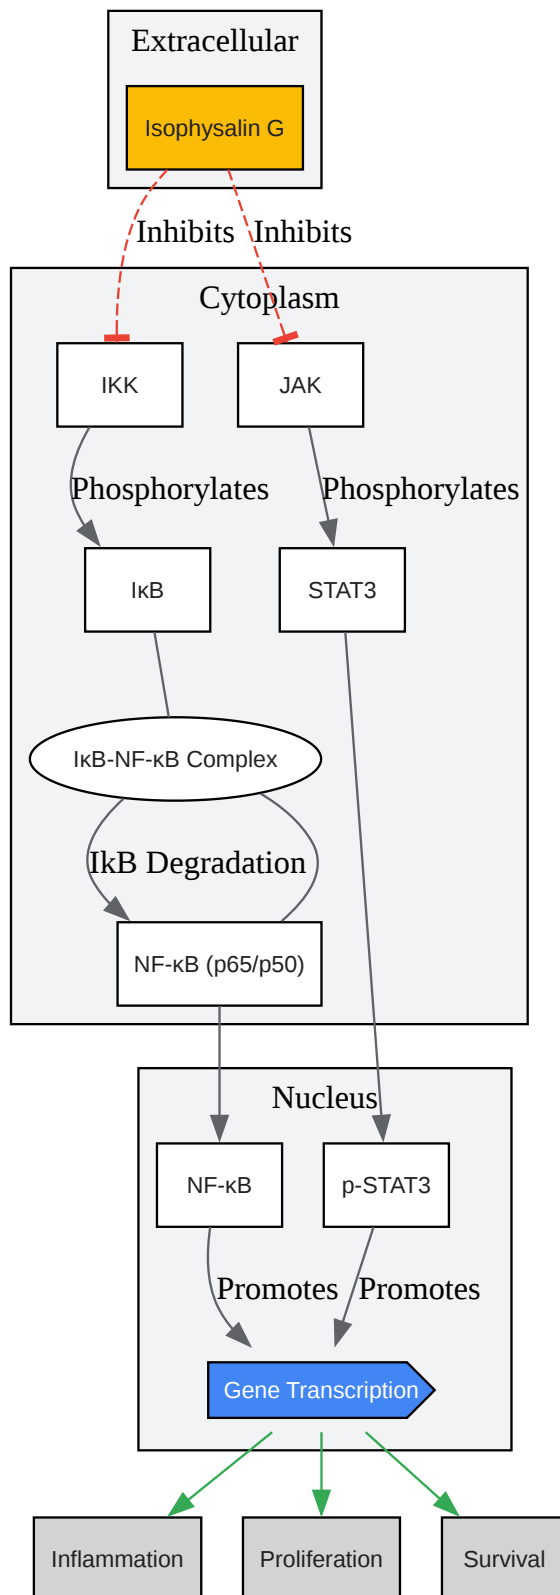 Extracellular
Isophysalin G
Inhibits
Inhibits
Cytoplasm
IKK
JAK
Phosphorylates
Phosphorylates
IκB
STAT3
IκB-NF-κB Complex
IkB Degradation
NF-κB (p65/p50)
Nucleus
NF-κB
p-STAT3
Promotes
Promotes
Gene Transcription
Inflammation
Proliferation
Survival